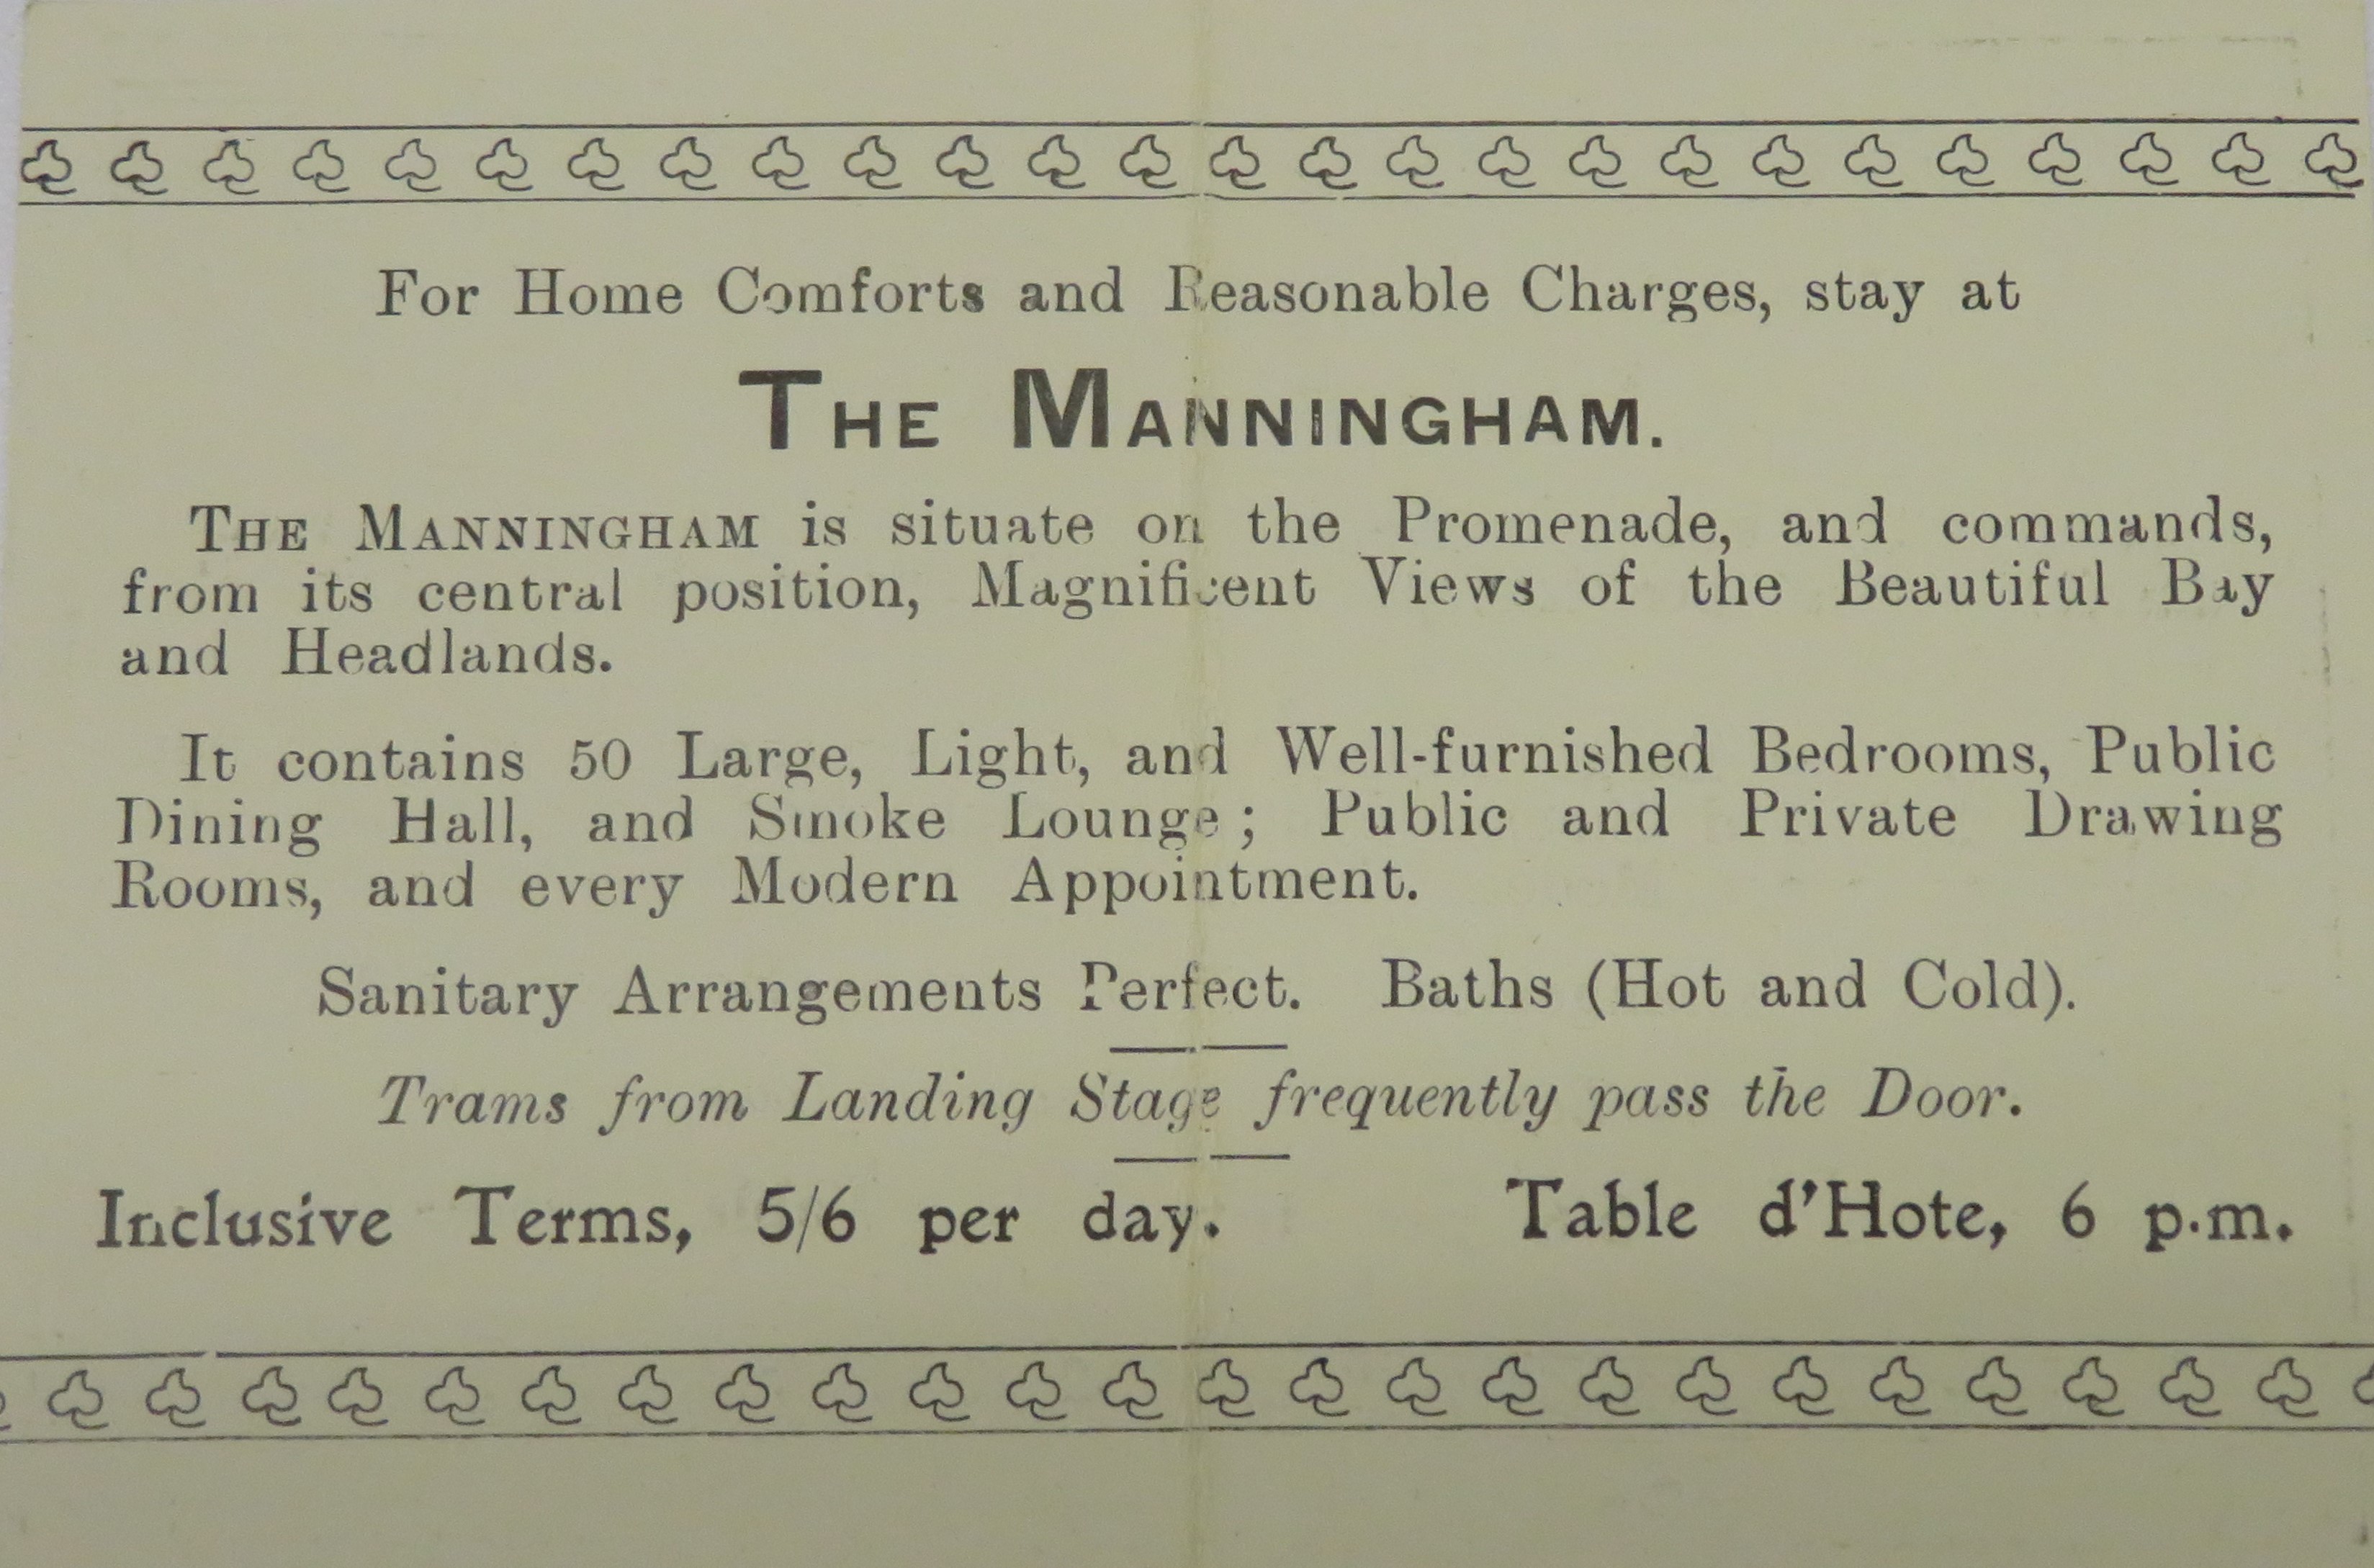 For Home Comforts and Reasonable Charges, stay at
THE MANNINGHAM.
THE MANNINGHAM is situate on the Promenade, and commands,
from its central position, Magnificent Views of the Beautiful Bay
and Headlands.
It contains 50 Large, Light, and Well-furnished Bedrooms, Public
Dining Hall, and Smoke Lounge; Public and Private Drawing
Rooms, and every Modern Appointment.
Sanitary Arrangements Perfect. Baths (Hot and Cold).
Trams from Landing Stage frequently pass the Door.
Inclusive Terms, 5/6 per day. Table d'Hote, 6 p.m.